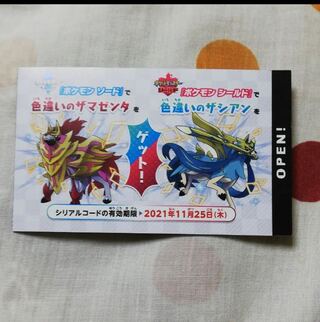 『ポケモン ソード』で
色違いのザマゼンタを
『ポケモン シールド』で
色違いのザシアンを
ゲット!
シリアルコードの有効期限▶2021年11月25日(木)
OPEN!